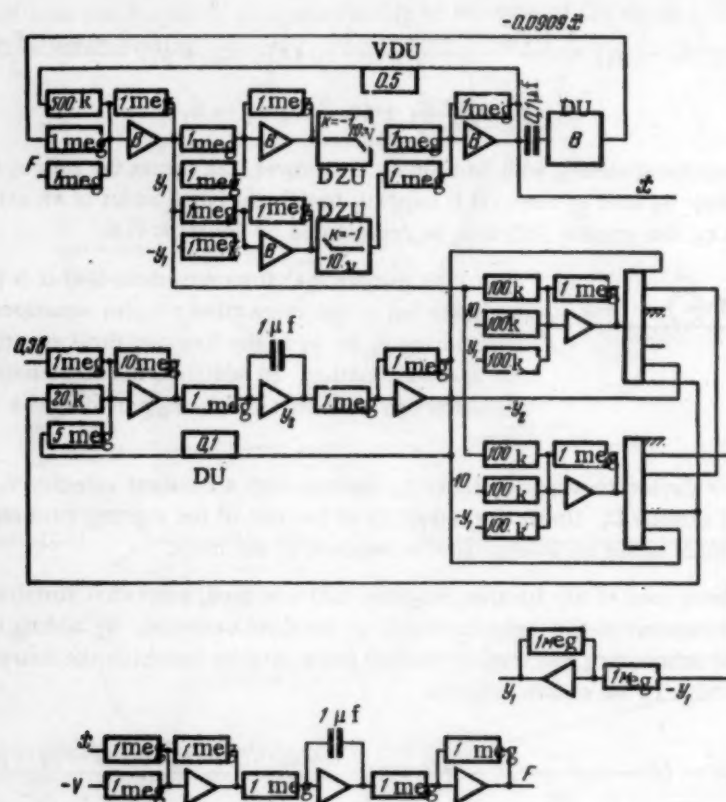 -0.0909ẍ
VDU
0.5
500 k
1 meg
1 meg
0.1 μf
DU
1 meg
B
1 meg
B
κ=-1
10 v
1 meg
B
B
F
1 meg
DZU
1 meg
ẍ
y₁
1 meg
1 meg
1 meg
DZU
-y₁
1 meg
B
κ=-1
-10 v
100 k
1 meg
10
100 k
y₁
100 k
1 μf
0,38
1 meg
10 meg
1 meg
20 k
1 meg
y₂
1 meg
-y₂
5 meg
0,1
DU
100 k
1 meg
10
100 k
-y₁
100 k
1 meg
y₁
1 meg
-y₁
1 μf
ẍ
1 meg
1 meg
1 meg
F
-v
1 meg
1 meg
1 meg